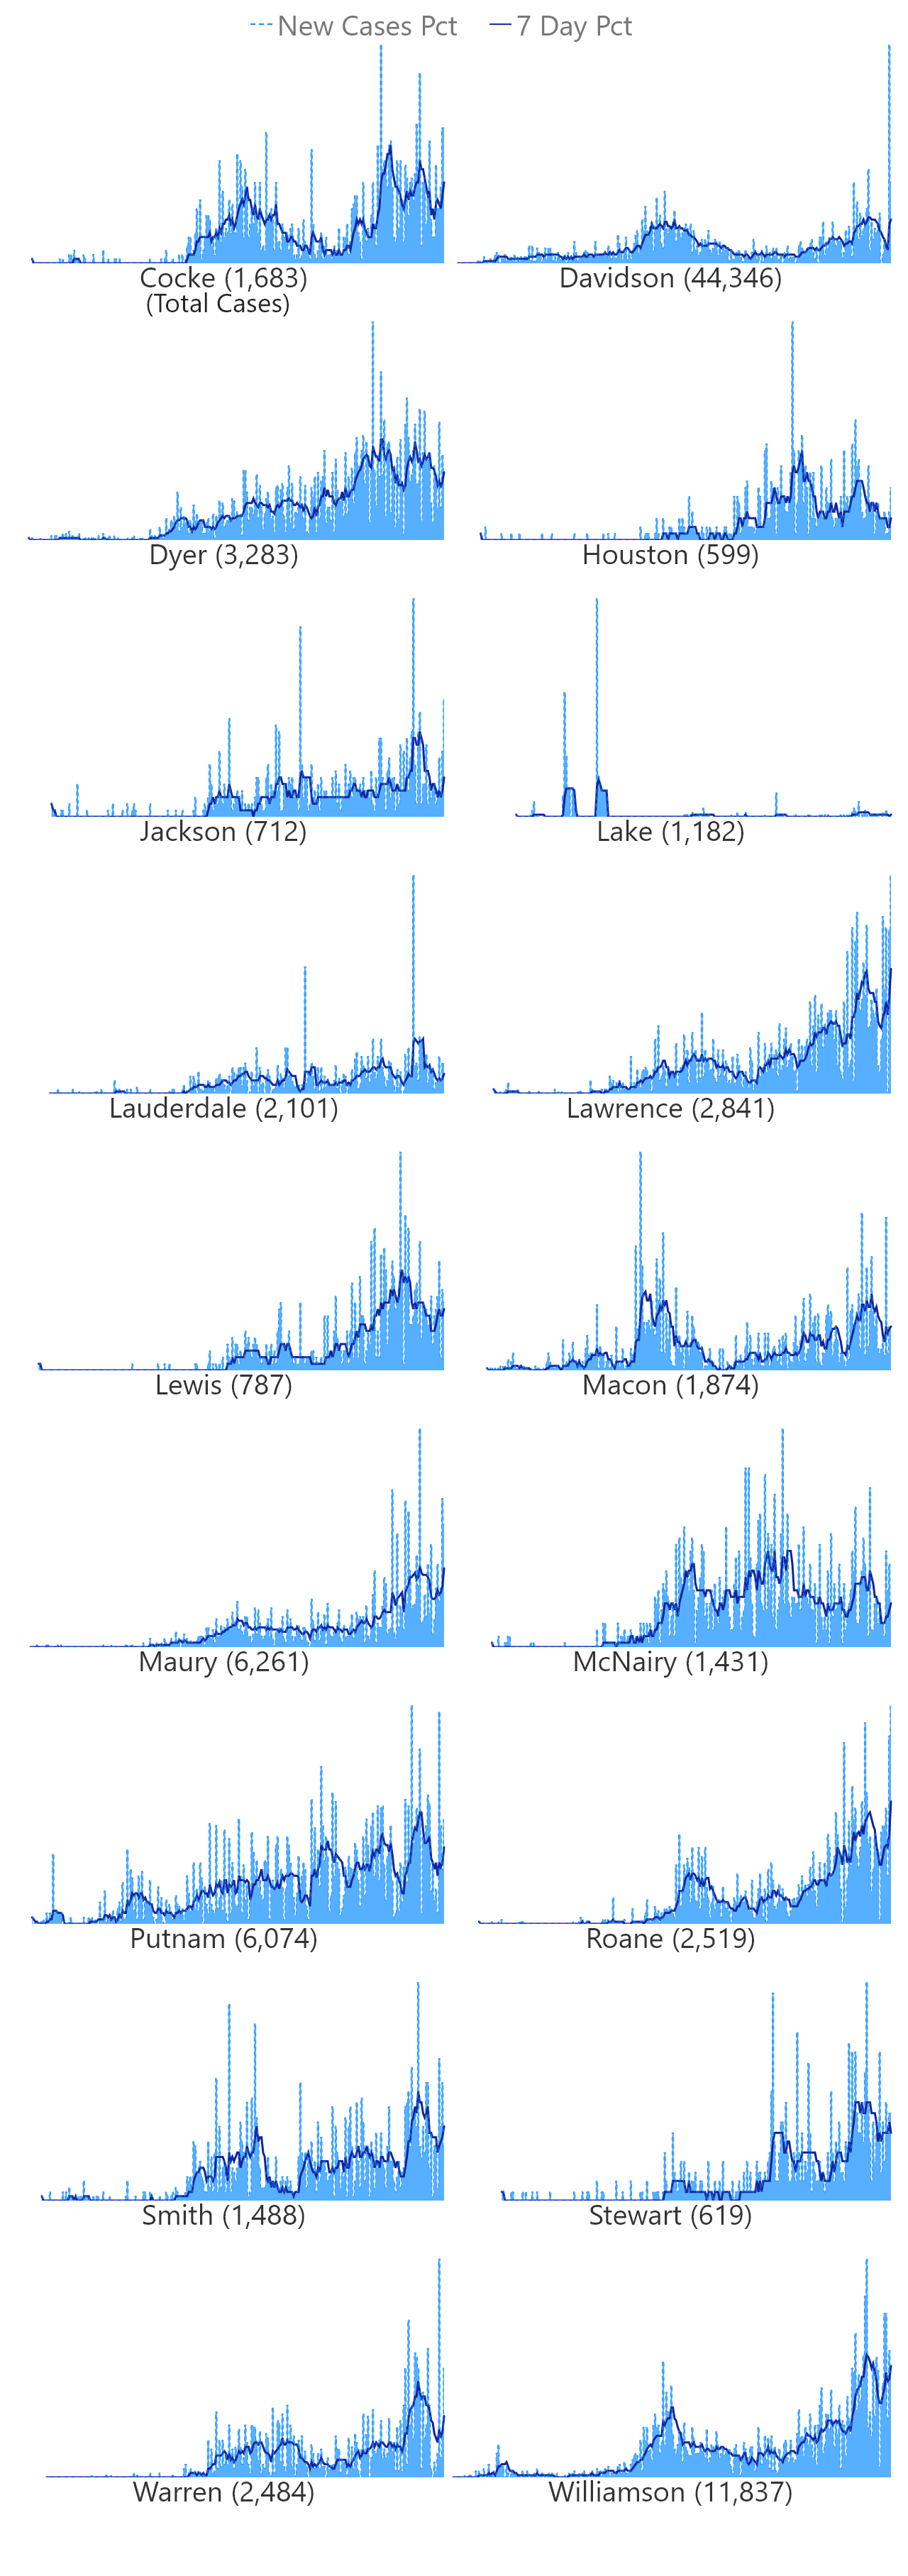 New Cases Pct 7 Day Pct
Cocke (1,683) Davidson (44,346)
(Total Cases)
Dyer (3,283) Houston (599)
Jackson (712) Lake (1,182)
Lauderdale (2,101) Lawrence (2,841)
Lewis (787) Macon (1,874)
Maury (6,261) McNairy (1,431)
Putnam (6,074) Roane (2,519)
Smith (1,488) Stewart (619)
Warren (2,484) Williamson (11,837)